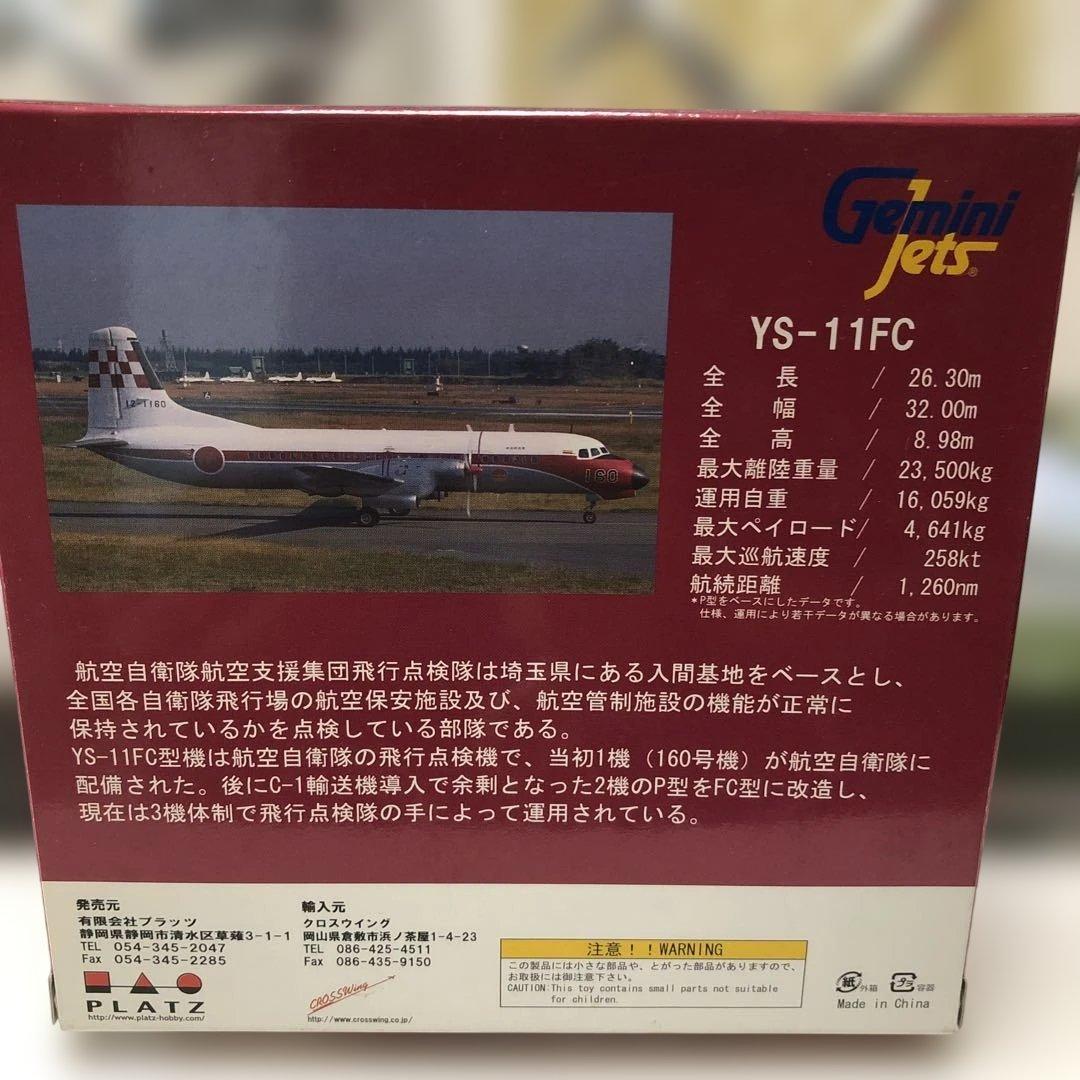 Gemini
Jets®
YS-11FC
全長 / 26.30m
全幅 / 32.00m
全高 / 8.98m
最大離陸重量 / 23,500kg
運用自重 / 16,059kg
最大ペイロード/ 4,641kg
最大巡航速度 / 258kt
航続距離 / 1,260nm
*P型をベースにしたデータです。
仕様、運用により若干データが異なる場合があります。
12-1160
160
航空自衛隊航空支援集団飛行点検隊は埼玉県にある入間基地をベースとし、
全国各自衛隊飛行場の航空保安施設及び、航空管制施設の機能が正常に
保持されているかを点検している部隊である。
YS-11FC型機は航空自衛隊の飛行点検機で、当初1機（160号機）が航空自衛隊に
配備された。後にC-1輸送機導入で余剰となった2機のP型をFC型に改造し、
現在は3機体制で飛行点検隊の手によって運用されている。
発売元
有限会社プラッツ
静岡県静岡市清水区草薙3-1-1
TEL 054-345-2047
Fax 054-345-2285
PLATZ
http://www.platz-hobby.com/
輸入元
クロスウイング
岡山県倉敷市浜ノ茶屋1-4-23
TEL 086-425-4511
Fax 086-435-9150
CROSSWing
http://www.crosswing.co.jp/
注意！！WARNING
この製品には小さな部品や、とがった部品がありますので、
お取扱には御注意下さい。
CAUTION:This toy contains small parts not suitable
for children.
紙 外箱
プラ 容器
Made in China